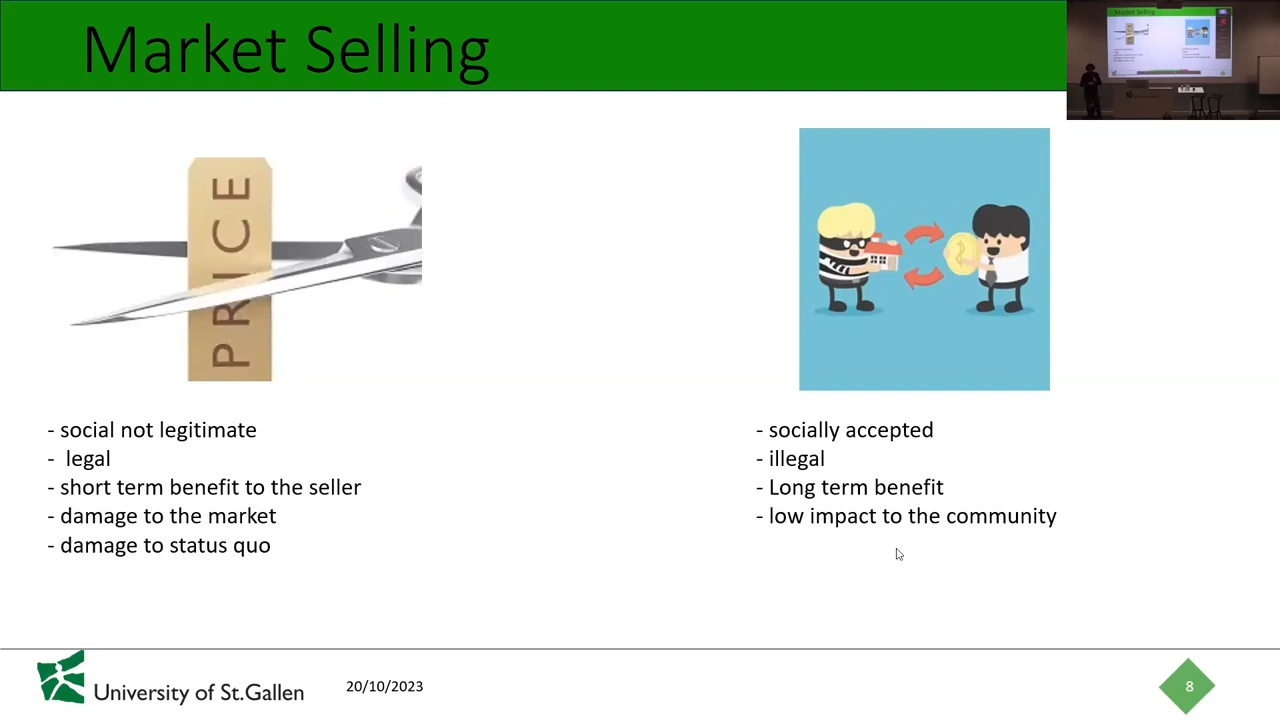 Market Selling
Market Selling
PRICE
$
- social not legitimate
-  legal
- short term benefit to the seller
- damage to the market
- damage to status quo
- socially accepted
- illegal
- Long term benefit
- low impact to the community
University of St.Gallen
20/10/2023
8